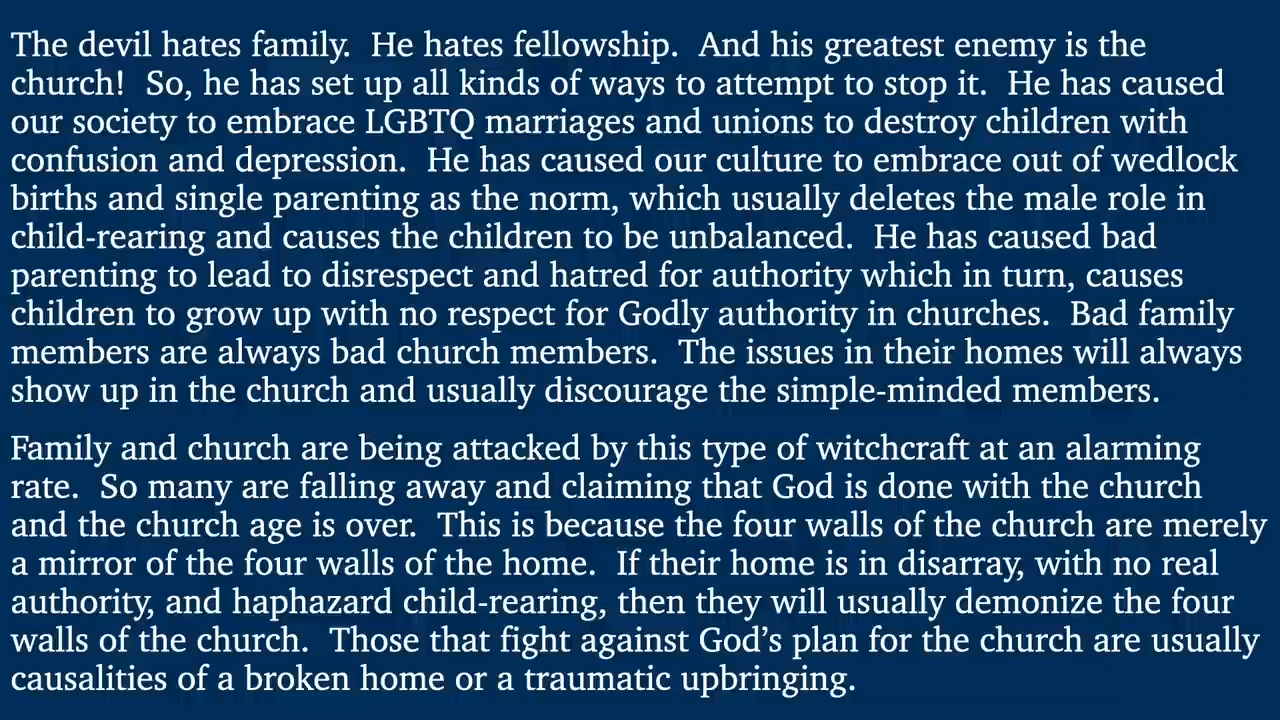 The devil hates family.  He hates fellowship.  And his greatest enemy is the
church!  So, he has set up all kinds of ways to attempt to stop it.  He has caused
our society to embrace LGBTQ marriages and unions to destroy children with
confusion and depression.  He has caused our culture to embrace out of wedlock
births and single parenting as the norm, which usually deletes the male role in
child-rearing and causes the children to be unbalanced.  He has caused bad
parenting to lead to disrespect and hatred for authority which in turn, causes
children to grow up with no respect for Godly authority in churches.  Bad family
members are always bad church members.  The issues in their homes will always
show up in the church and usually discourage the simple-minded members.
Family and church are being attacked by this type of witchcraft at an alarming
rate.  So many are falling away and claiming that God is done with the church
and the church age is over.  This is because the four walls of the church are merely
a mirror of the four walls of the home.  If their home is in disarray, with no real
authority, and haphazard child-rearing, then they will usually demonize the four
walls of the church.  Those that fight against God’s plan for the church are usually
causalities of a broken home or a traumatic upbringing.